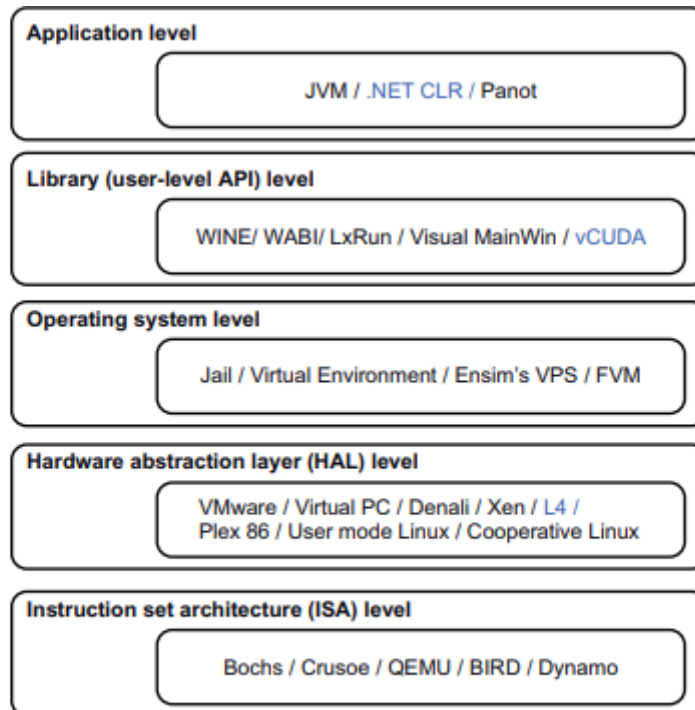 Application level
JVM / .NET CLR / Panot
Library (user-level API) level
WINE/ WABI/ LxRun / Visual MainWin / vCUDA
Operating system level
Jail / Virtual Environment / Ensim's VPS / FVM
Hardware abstraction layer (HAL) level
VMware / Virtual PC / Denali / Xen / L4 /
Plex 86 / User mode Linux / Cooperative Linux
Instruction set architecture (ISA) level
Bochs / Crusoe / QEMU / BIRD / Dynamo